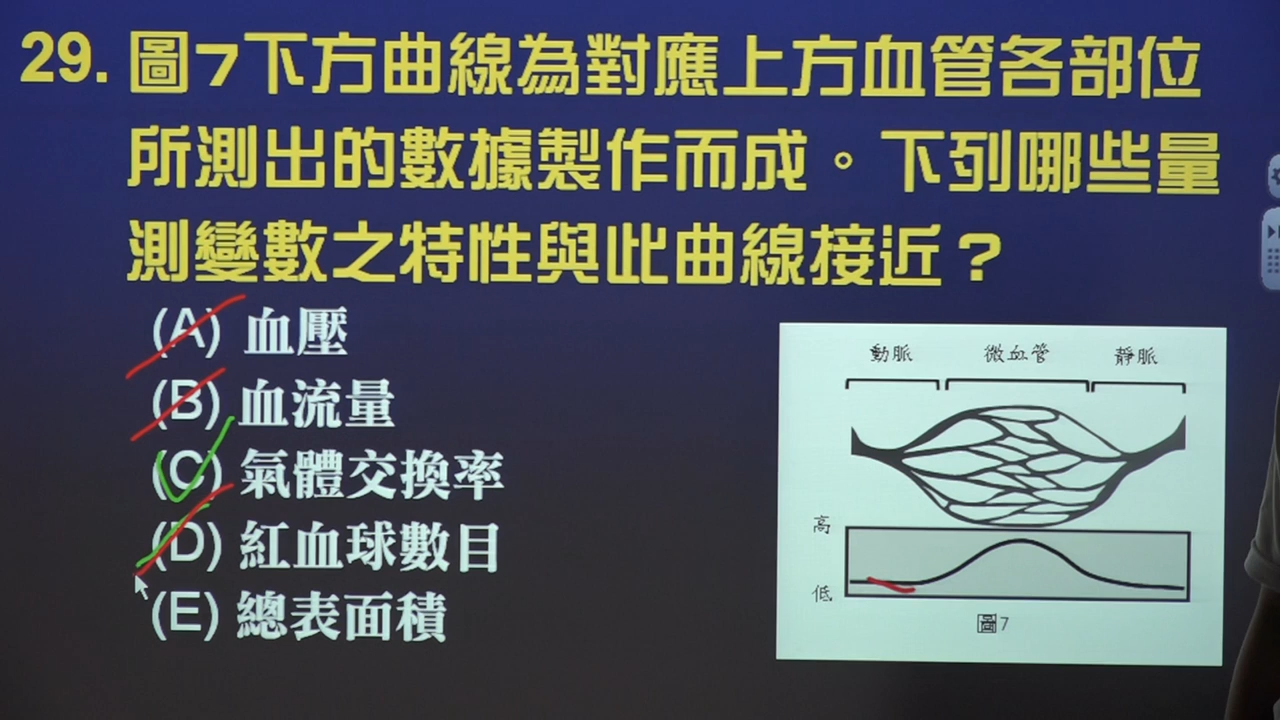 29. 圖7下方曲線為對應上方血管各部位
所測出的數據製作而成。下列哪些量
測變數之特性與此曲線接近？
(A) 血壓
(B) 血流量
(C) 氣體交換率
(D) 紅血球數目
(E) 總表面積
動脈 微血管 靜脈
高
低
圖7